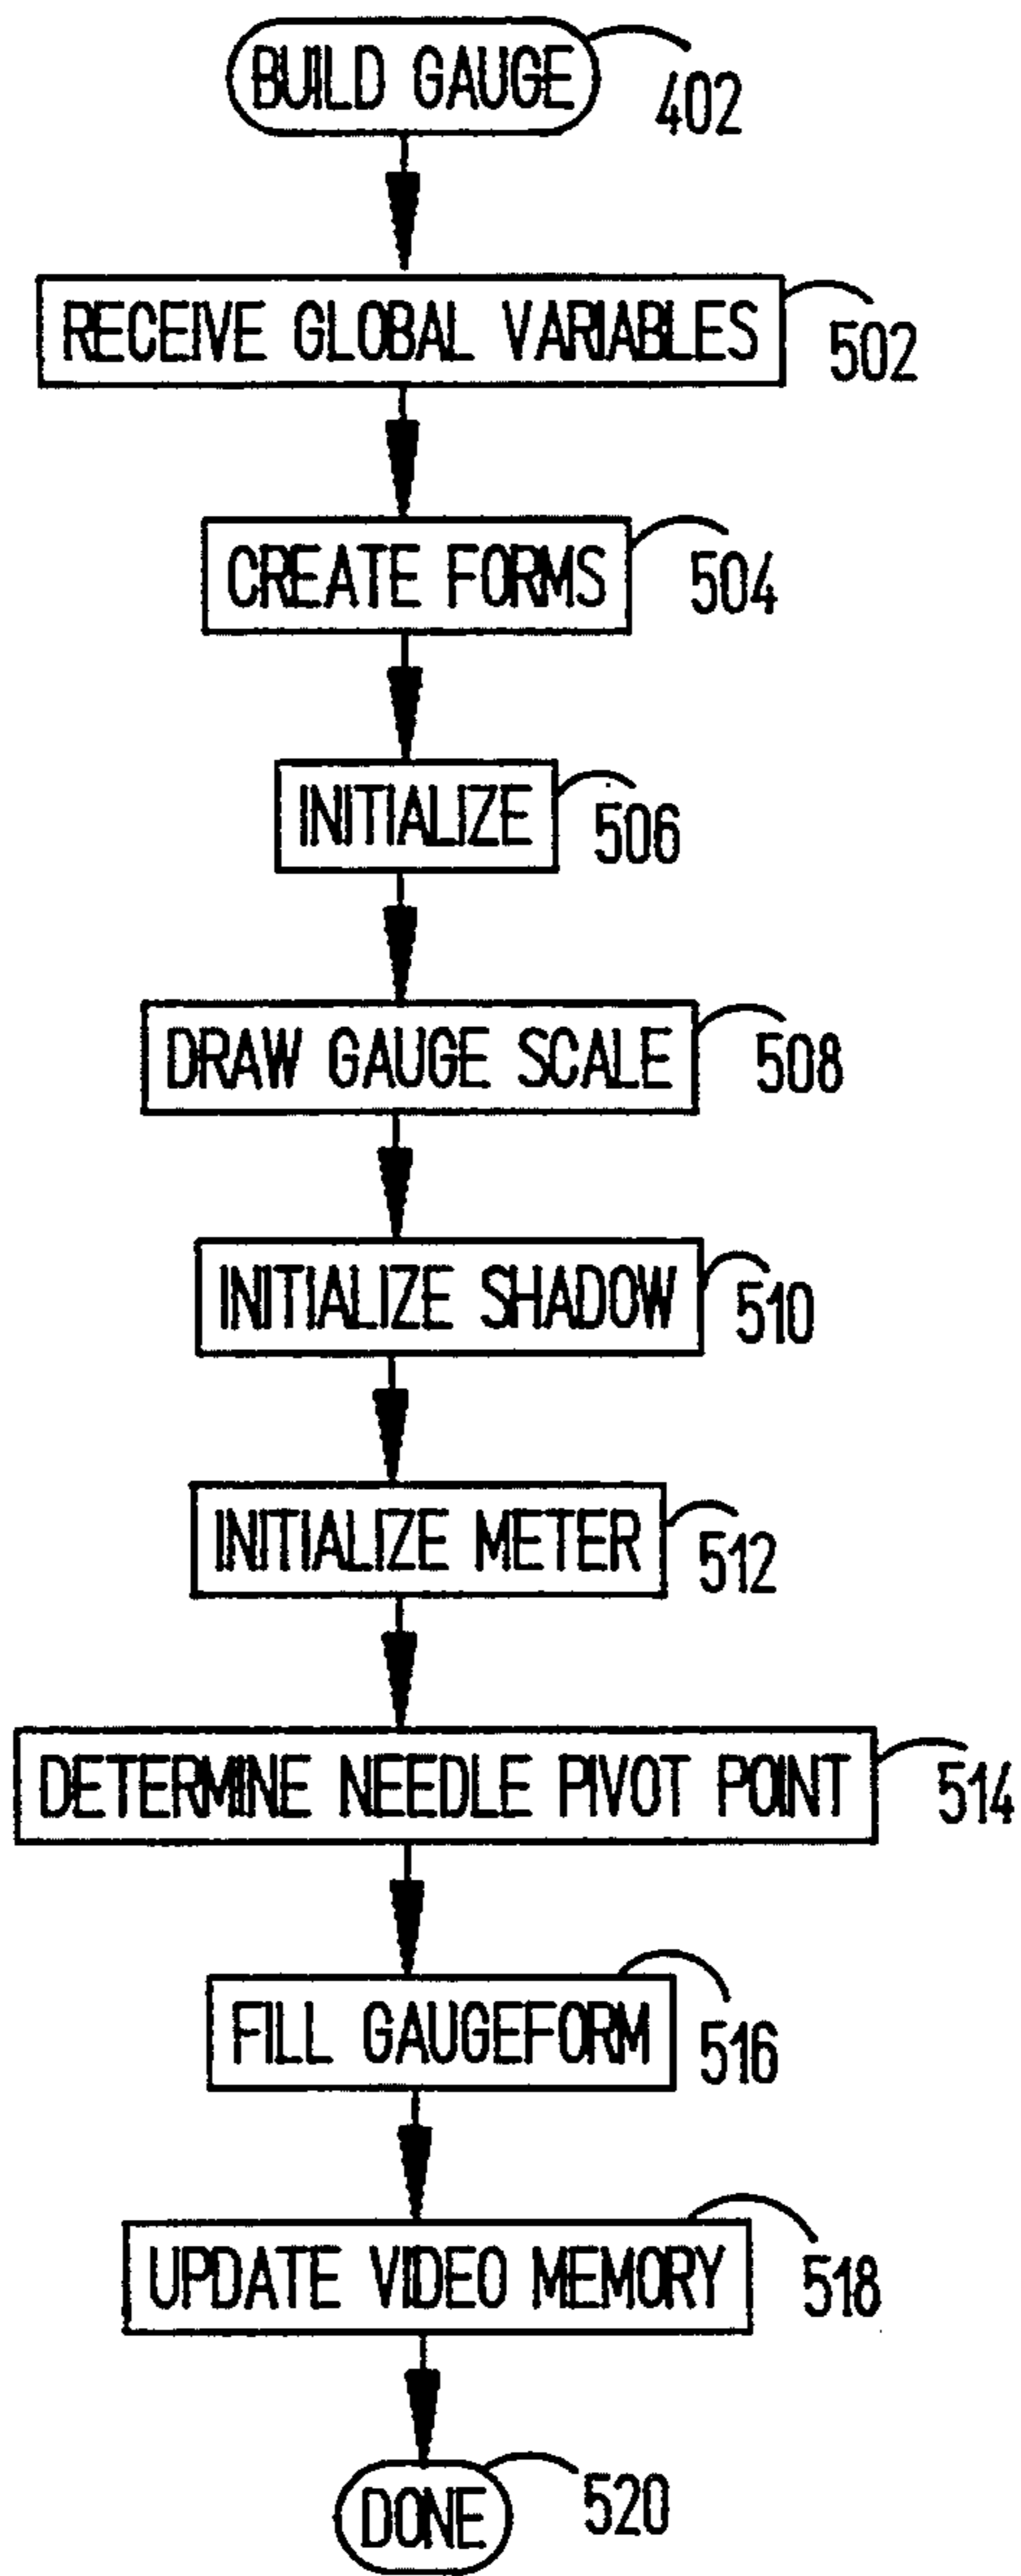 BUILD GAUGE
402
RECEIVE GLOBAL VARIABLES
502
CREATE FORMS
504
INITIALIZE
506
DRAW GAUGE SCALE
508
INITIALIZE SHADOW
510
INITIALIZE METER
512
DETERMINE NEEDLE PIVOT POINT
514
FILL GAUGEFORM
516
UPDATE VIDEO MEMORY
518
DONE
520